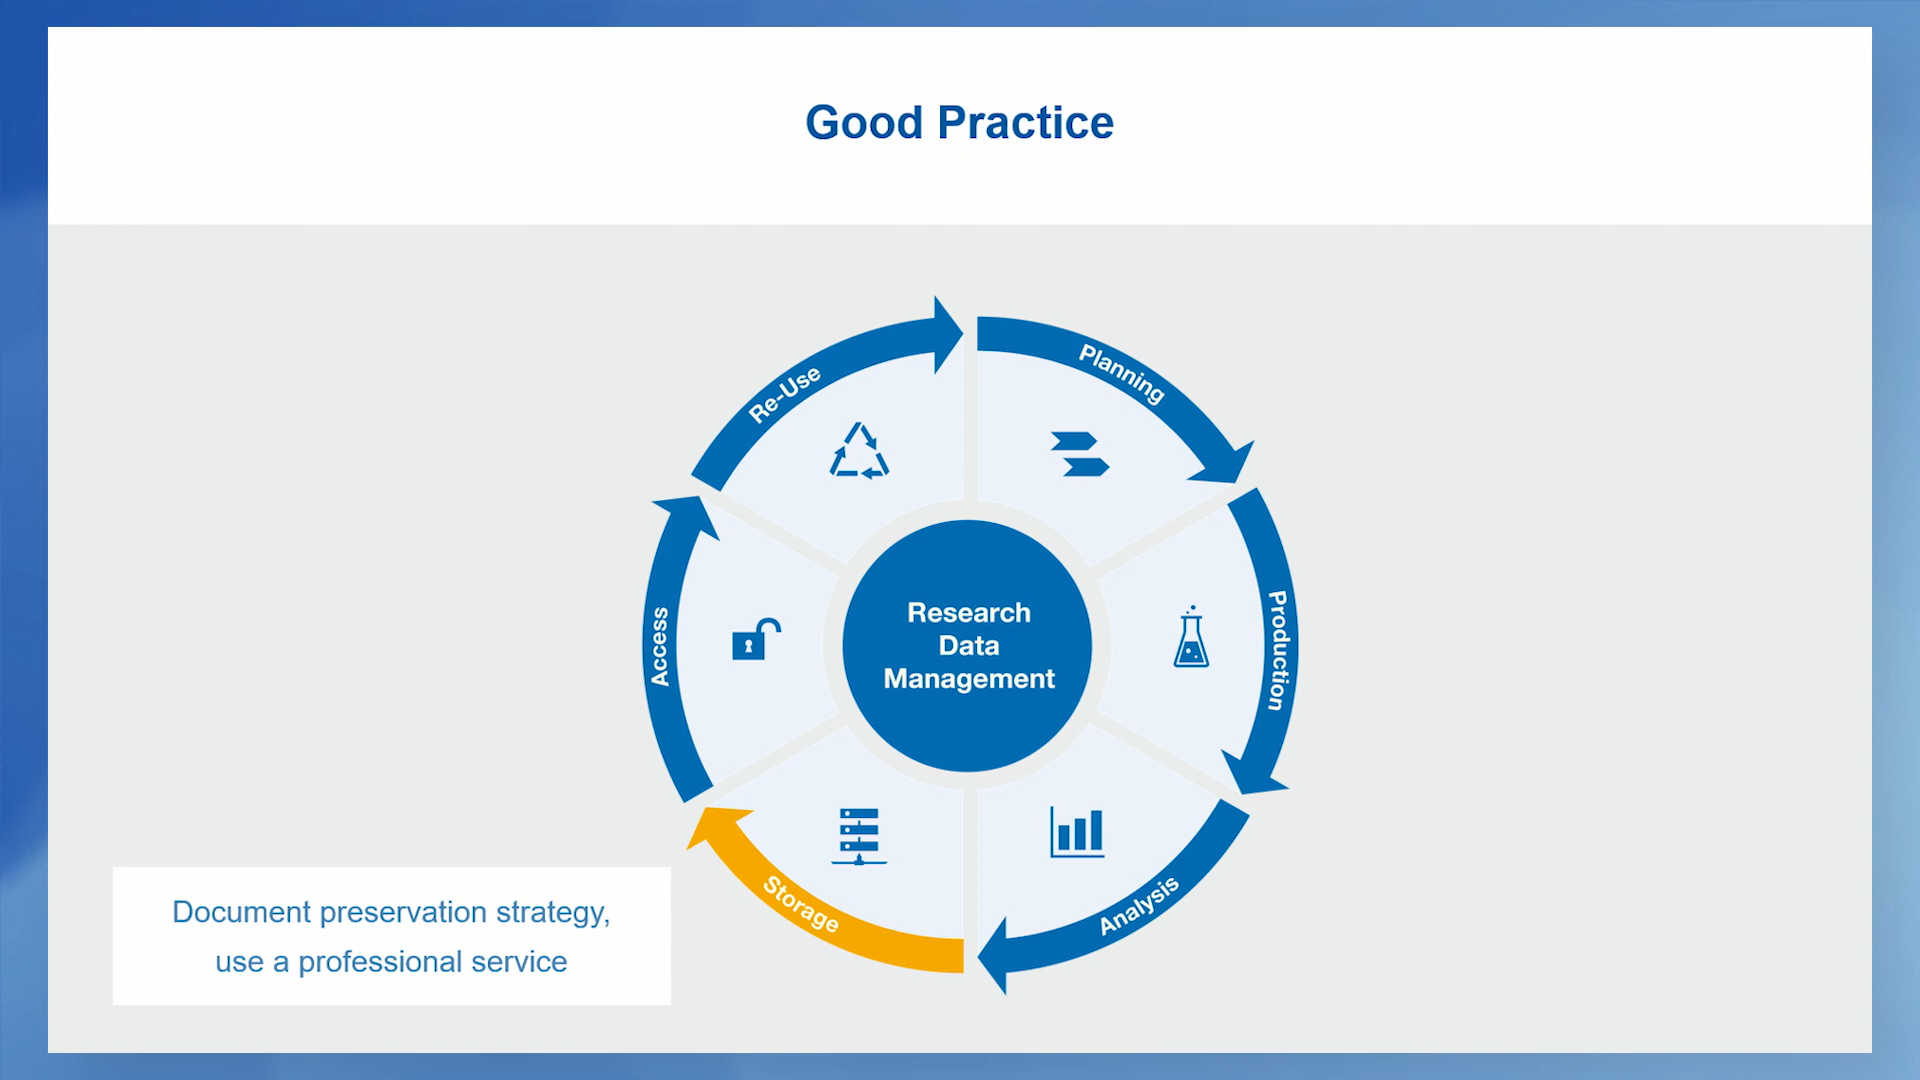 Good Practice
Re-Use
Planning
Access
Research
Data
Management
Production
Storage
Analysis
Document preservation strategy,
use a professional service